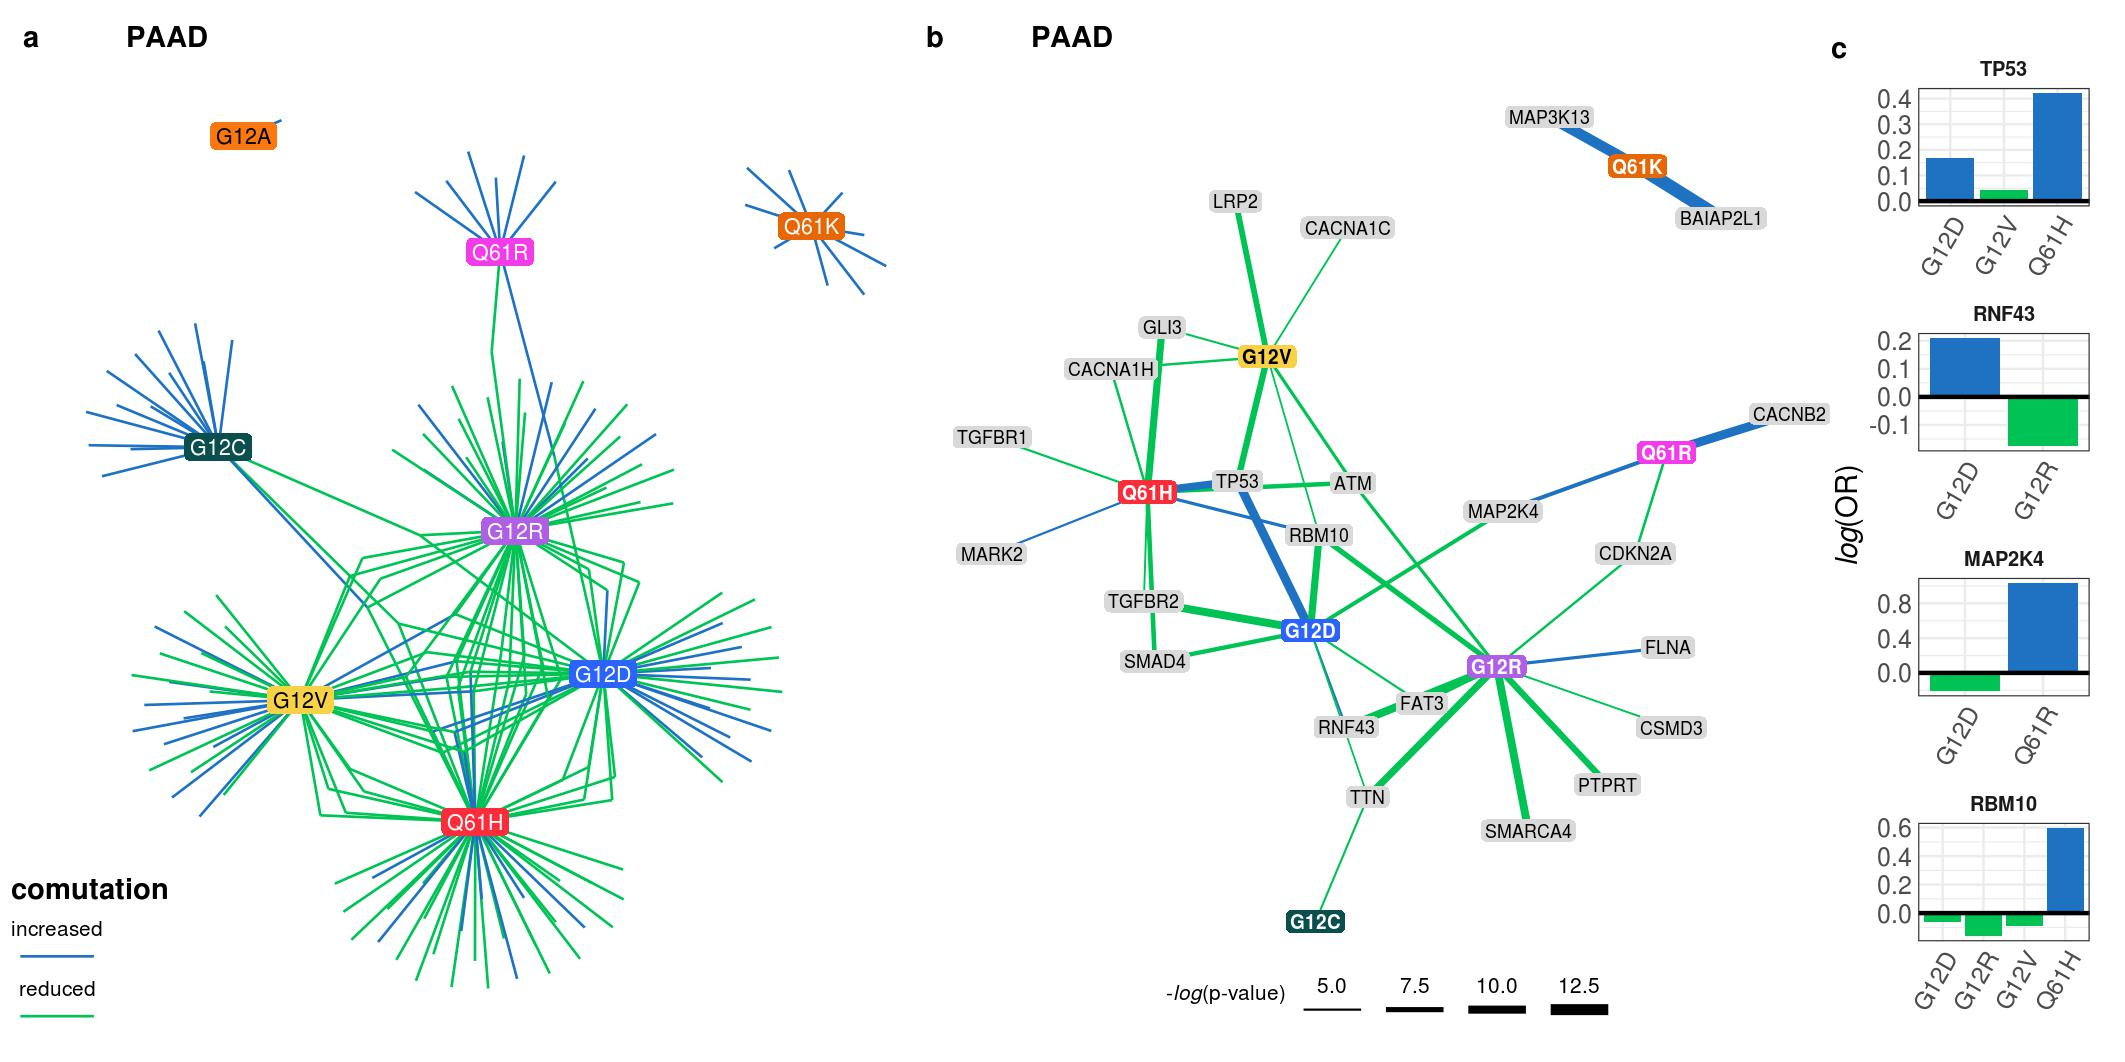 a PAAD
G12A
Q61R
Q61K
G12C
G12R
G12V
G12D
Q61H
comutation
increased
reduced
b PAAD
MAP3K13
Q61K
BAIAP2L1
LRP2
CACNA1C
GLI3
G12V
CACNA1H
CACNB2
TGFBR1
Q61R
Q61H
TP53
ATM
MAP2K4
RBM10
MARK2
CDKN2A
TGFBR2
G12D
SMAD4
FLNA
G12R
FAT3
RNF43
CSMD3
TTN
PTPRT
SMARCA4
G12C
-log(p-value)
5.0 7.5 10.0 12.5
c
log(OR)
TP53
0.4
0.3
0.2
0.1
0.0
G12D G12V Q61H
RNF43
0.2
0.1
0.0
-0.1
G12D G12R
MAP2K4
0.8
0.4
0.0
G12D Q61R
RBM10
0.6
0.4
0.2
0.0
G12D G12R G12V Q61H